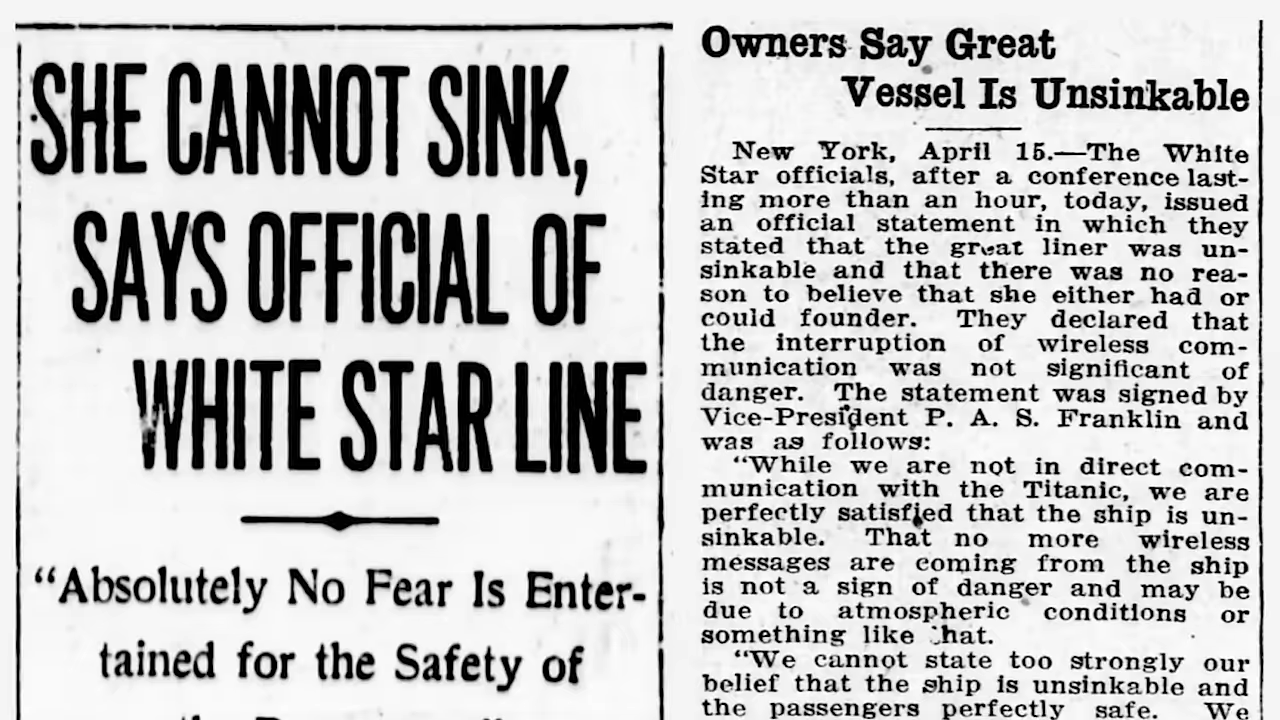 SHE CANNOT SINK,
SAYS OFFICIAL OF
WHITE STAR LINE
“Absolutely No Fear Is Enter-
tained for the Safety of
Owners Say Great
Vessel Is Unsinkable
New York, April 15.—The White
Star officials, after a conference last-
ing more than an hour, today, issued
an official statement in which they
stated that the great liner was un-
sinkable and that there was no rea-
son to believe that she either had or
could founder. They declared that
the interruption of wireless com-
munication was not significant of
danger. The statement was signed by
Vice-President P. A. S. Franklin and
was as follows:
“While we are not in direct com-
munication with the Titanic, we are
perfectly satisfied that the ship is un-
sinkable. That no more wireless
messages are coming from the ship
is not a sign of danger and may be
due to atmospheric conditions or
something like that.
“We cannot state too strongly our
belief that the ship is unsinkable and
the passengers perfectly safe. We